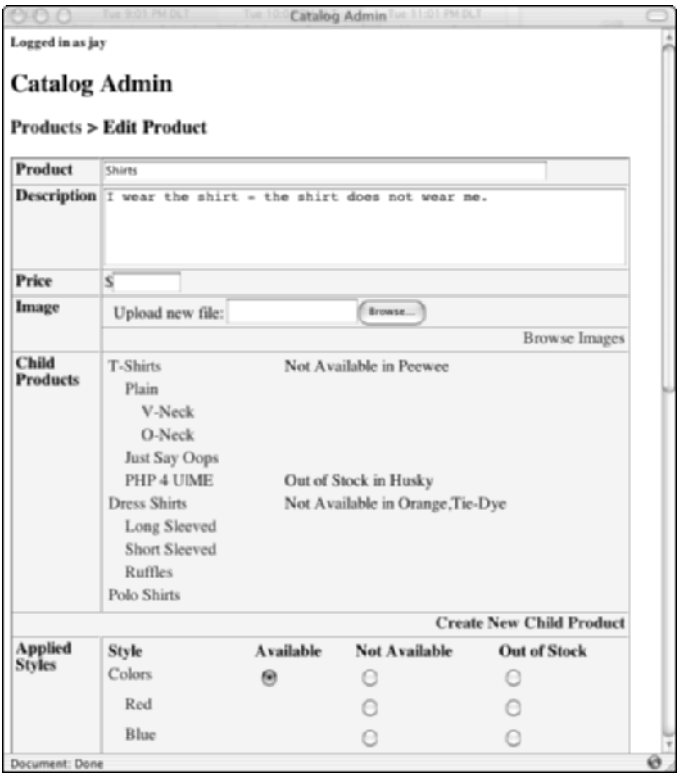 Catalog Admin
Logged in as jay
Catalog Admin
Products > Edit Product
Product Shirts
Description I wear the shirt - the shirt does not wear me.
Price $
Image Upload new file: Browse...
Browse Images
Child Products T-Shirts Not Available in Peewee
Plain
V-Neck
O-Neck
Just Say Oops
PHP 4 U!ME Out of Stock in Husky
Dress Shirts Not Available in Orange,Tie-Dye
Long Sleeved
Short Sleeved
Ruffles
Polo Shirts
Create New Child Product
Applied Styles Style Available Not Available Out of Stock
Colors
Red
Blue
Document: Done